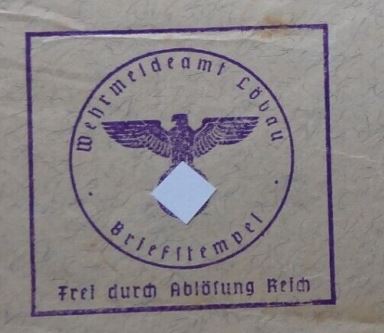 Wehrmeldeamt Löbau
Briefstempel
Frei durch Ablösung Reich